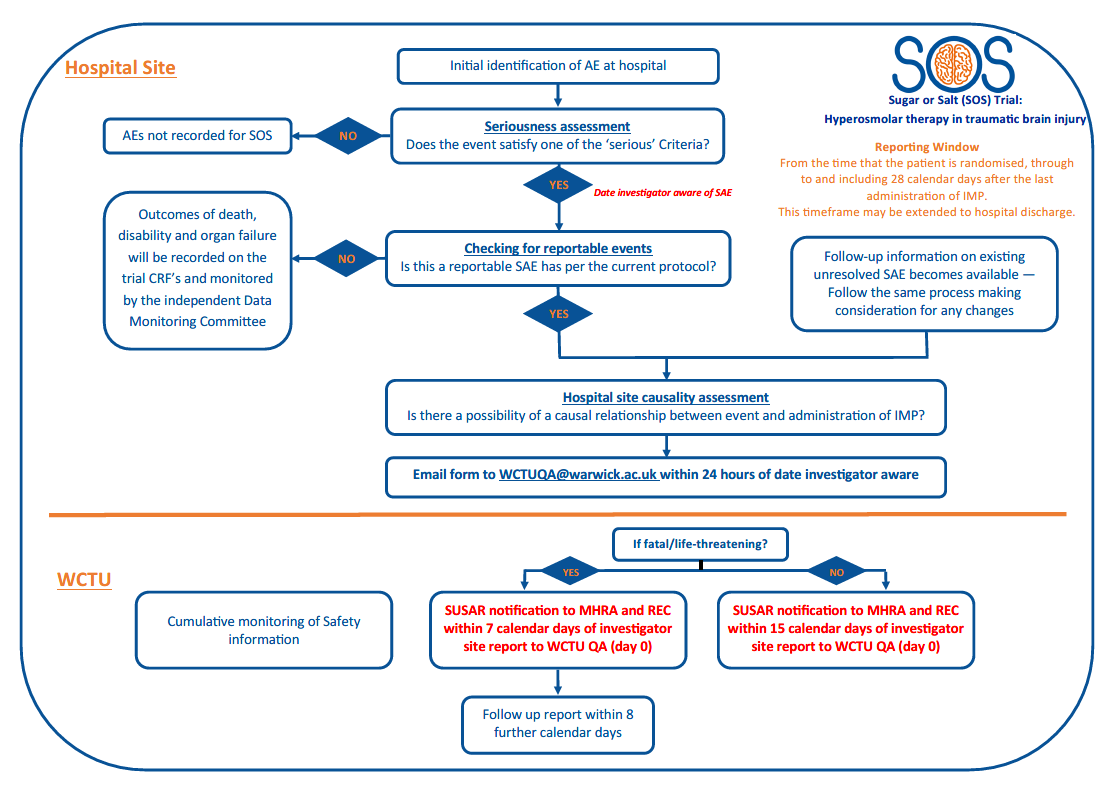 Hospital Site
SOS
Sugar or Salt (SOS) Trial:
Hyperosmolar therapy in traumatic brain injury
Initial identification of AE at hospital
Seriousness assessment
Does the event satisfy one of the ‘serious’ Criteria?
NO
AEs not recorded for SOS
YES
Date investigator aware of SAE
Reporting Window
From the time that the patient is randomised, through
to and including 28 calendar days after the last
administration of IMP.
This timeframe may be extended to hospital discharge.
Checking for reportable events
Is this a reportable SAE has per the current protocol?
NO
Outcomes of death,
disability and organ failure
will be recorded on the
trial CRF’s and monitored
by the independent Data
Monitoring Committee
YES
Follow-up information on existing
unresolved SAE becomes available —
Follow the same process making
consideration for any changes
Hospital site causality assessment
Is there a possibility of a causal relationship between event and administration of IMP?
Email form to WCTUQA@warwick.ac.uk within 24 hours of date investigator aware
WCTU
If fatal/life-threatening?
YES
NO
Cumulative monitoring of Safety
information
SUSAR notification to MHRA and REC
within 7 calendar days of investigator
site report to WCTU QA (day 0)
SUSAR notification to MHRA and REC
within 15 calendar days of investigator
site report to WCTU QA (day 0)
Follow up report within 8
further calendar days